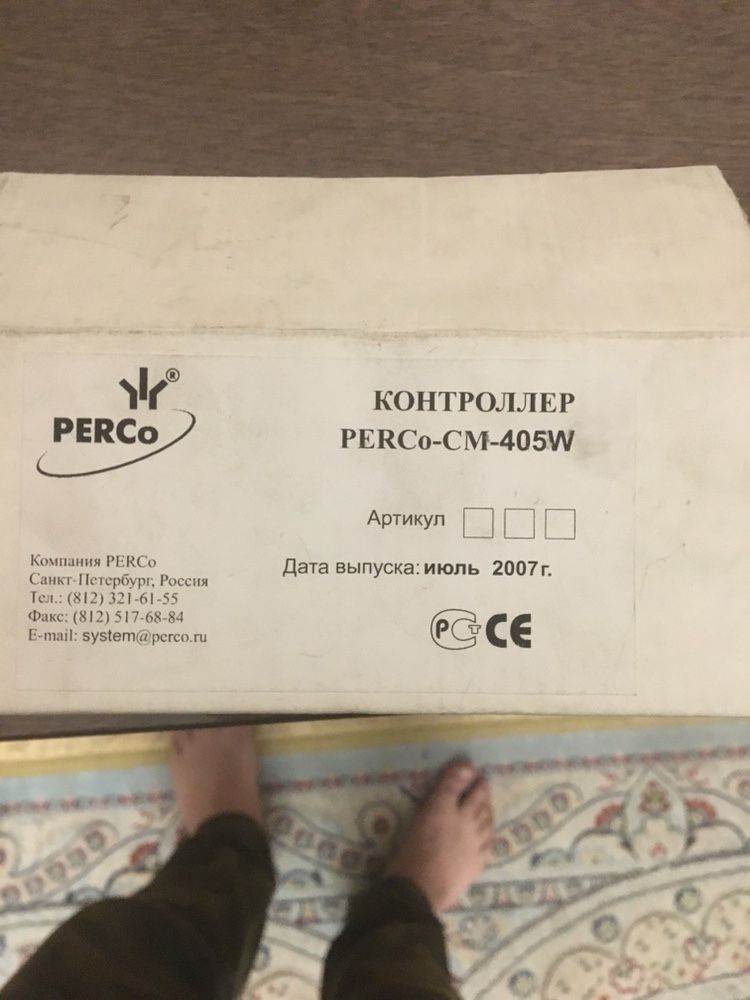 ® 
PERCo
КОНТРОЛЛЕР
PERCo-CM-405W
Артикул
Дата выпуска: июль 2007 г.
Компания PERCo
Санкт-Петербург, Россия
Тел.: (812) 321-61-55
Факс: (812) 517-68-84
E-mail: system@perco.ru
РСТ CE